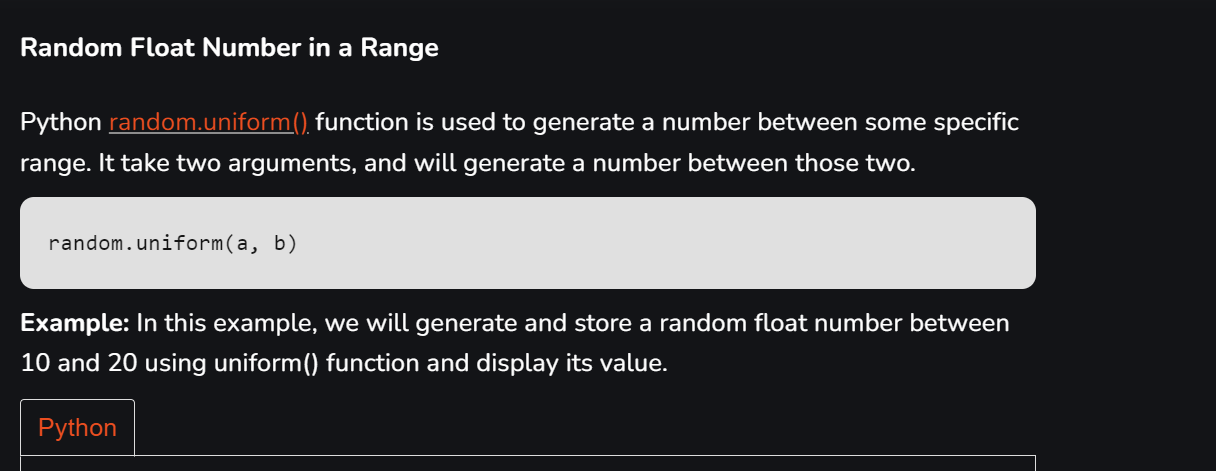 Random Float Number in a Range
Python random.uniform() function is used to generate a number between some specific
range. It take two arguments, and will generate a number between those two.
random.uniform(a, b)
Example: In this example, we will generate and store a random float number between
10 and 20 using uniform() function and display its value.
Python